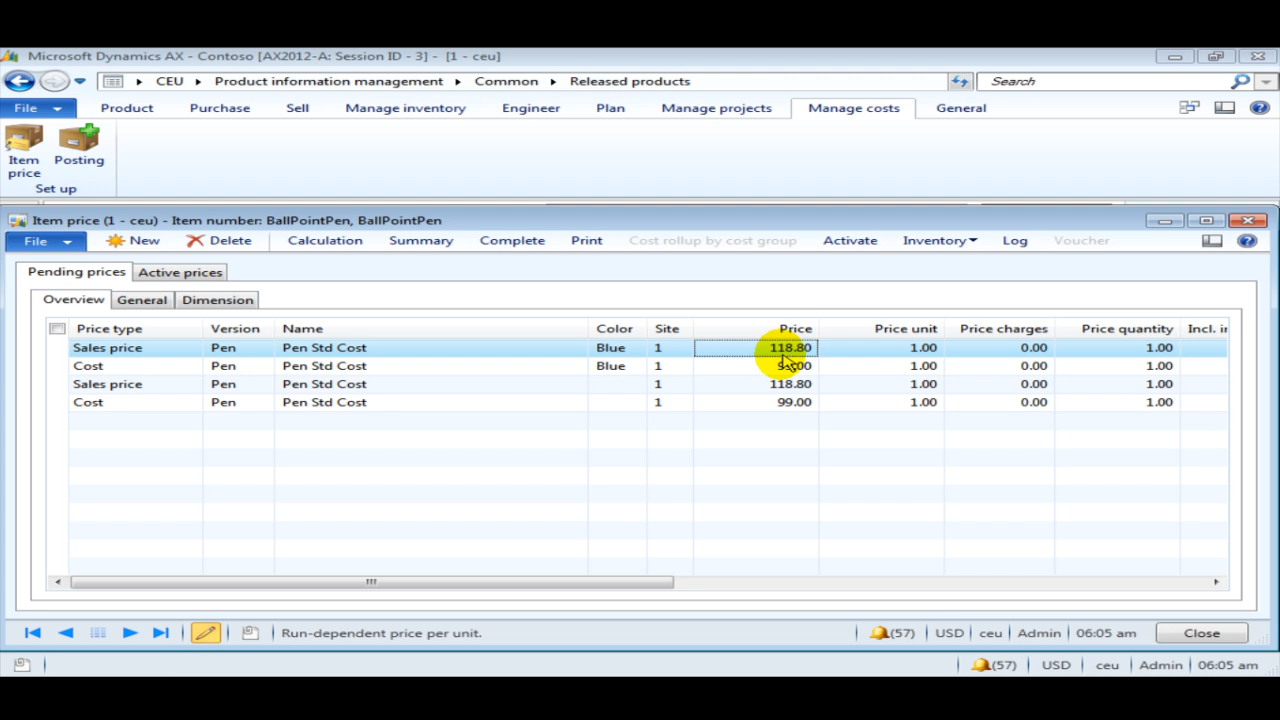 Microsoft Dynamics AX - Contoso [AX2012-A: Session ID - 3] - [1 - ceu]
CEU Product information management Common Released products Search
File Product Purchase Sell Manage inventory Engineer Plan Manage projects Manage costs General
Item price Posting
Set up
Item price (1 - ceu) - Item number: BallPointPen, BallPointPen
File New Delete Calculation Summary Complete Print Cost rollup by cost group Activate Inventory Log Voucher
Pending prices Active prices
Overview General Dimension
Price type Version Name Color Site Price Price unit Price charges Price quantity Incl.
Sales price Pen Pen Std Cost Blue 1 118.80 1.00 0.00 1.00
Cost Pen Pen Std Cost Blue 1 1.00 0.00 1.00
Sales price Pen Pen Std Cost 1 118.80 1.00 0.00 1.00
Cost Pen Pen Std Cost 1 99.00 1.00 0.00 1.00
Run-dependent price per unit. (57) USD ceu Admin 06:05 am Close
(57) USD ceu Admin 06:05 am